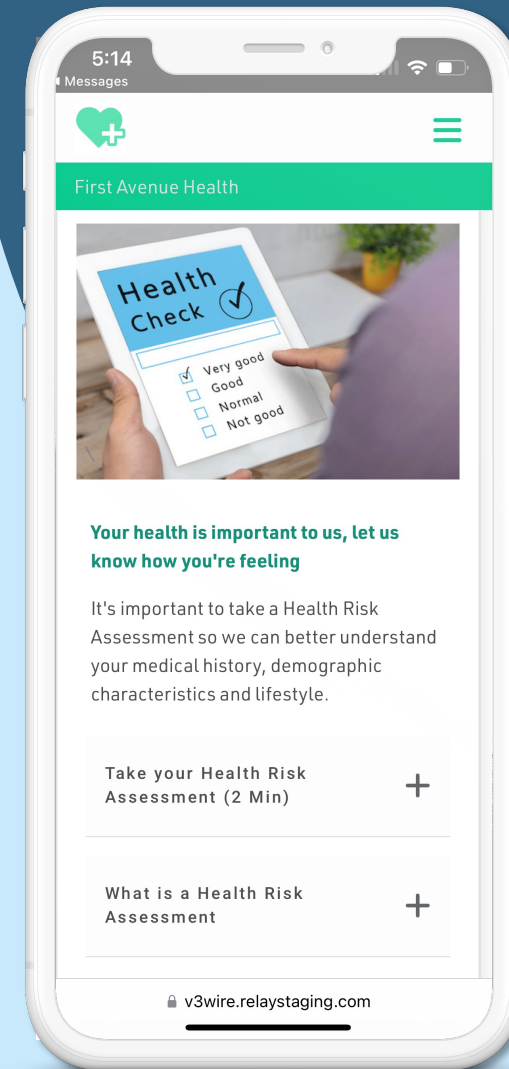 5:14
Messages
First Avenue Health
Health
Check
Very good
Good
Normal
Not good
Your health is important to us, let us
know how you're feeling
It's important to take a Health Risk
Assessment so we can better understand
your medical history, demographic
characteristics and lifestyle.
Take your Health Risk
Assessment (2 Min)
What is a Health Risk
Assessment
v3wire.relaystaging.com